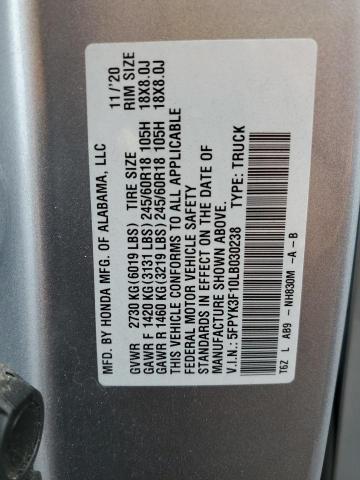 MFD. BY HONDA MFG. OF ALABAMA, LLC 11/'20
GVWR 2730 KG(6019 LBS) TIRE SIZE RIM SIZE
GAWR F 1420 KG(3131 LBS) 245/60R18 105H 18X8.0J
GAWR R 1460 KG(3219 LBS) 245/60R18 105H 18X8.0J
THIS VEHICLE CONFORMS TO ALL APPLICABLE
FEDERAL MOTOR VEHICLE SAFETY
STANDARDS IN EFFECT ON THE DATE OF
MANUFACTURE SHOWN ABOVE.
V.I.N.: 5FPYK3F10LB030238 TYPE: TRUCK
T6Z L AB9 -NH830M -A-B